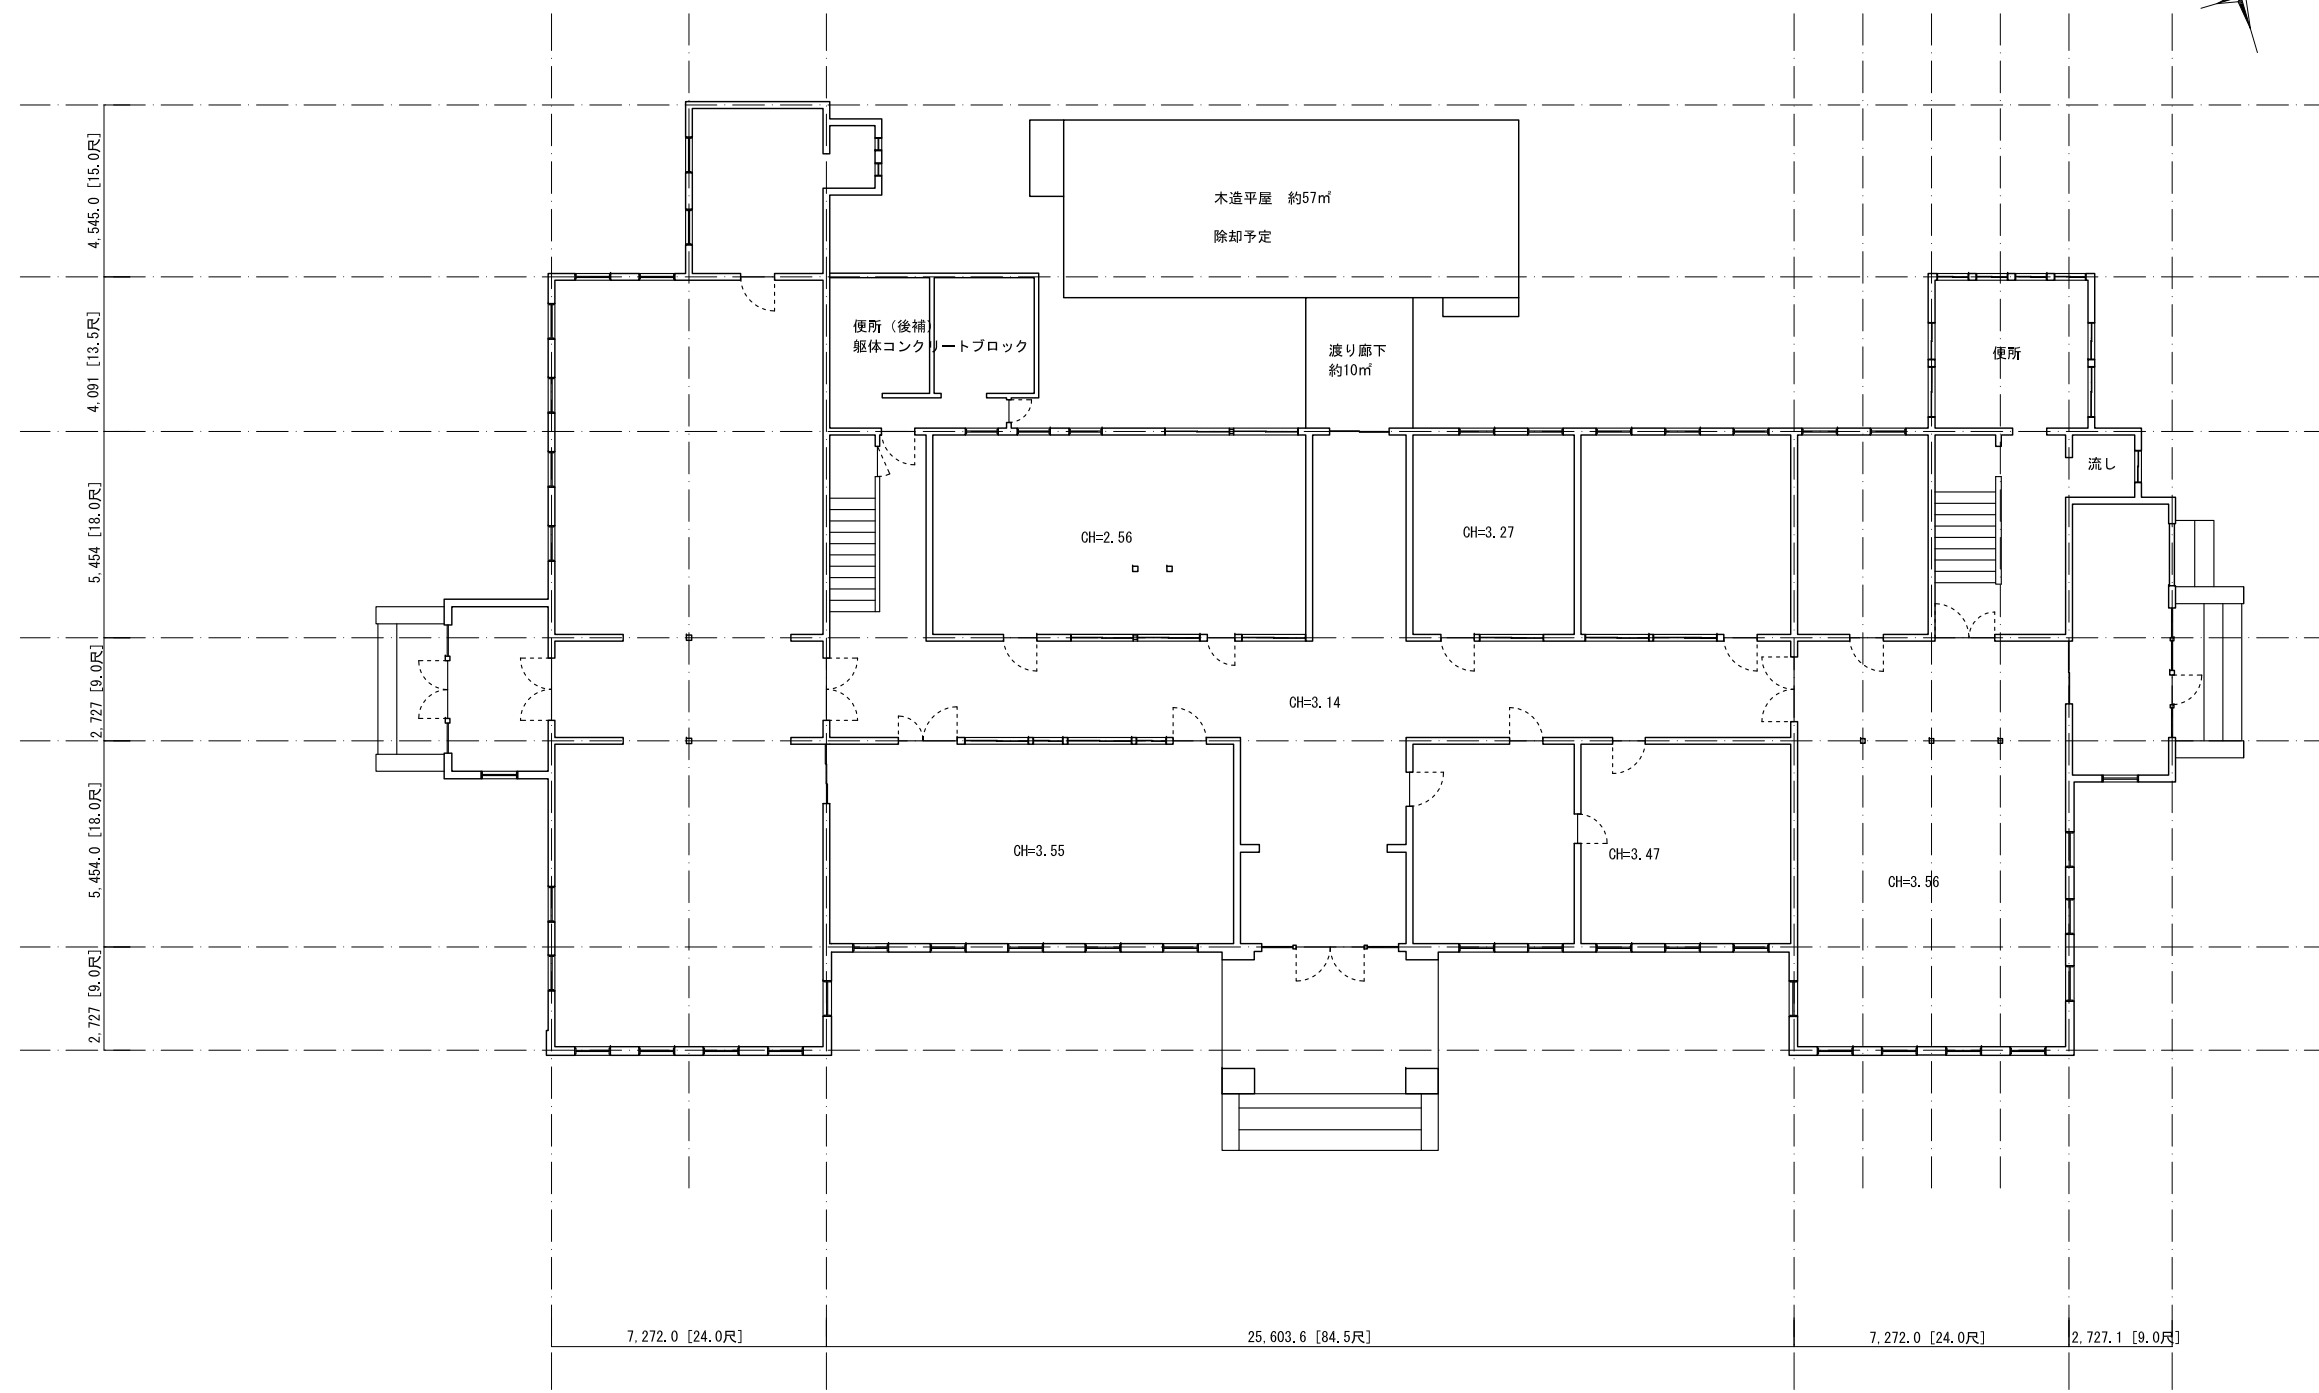 4,545.0 [15.0尺]
4,091 [13.5尺]
5,454 [18.0尺]
2,727 [9.0尺]
5,454.0 [18.0尺]
2,727 [9.0尺]
木造平屋　約57㎡
除却予定
便所（後補）
躯体コンクリートブロック
渡り廊下
約10㎡
便所
流し
CH=2.56
CH=3.27
CH=3.14
CH=3.55
CH=3.47
CH=3.56
7,272.0 [24.0尺]
25,603.6 [84.5尺]
7,272.0 [24.0尺]
2,727.1 [9.0尺]